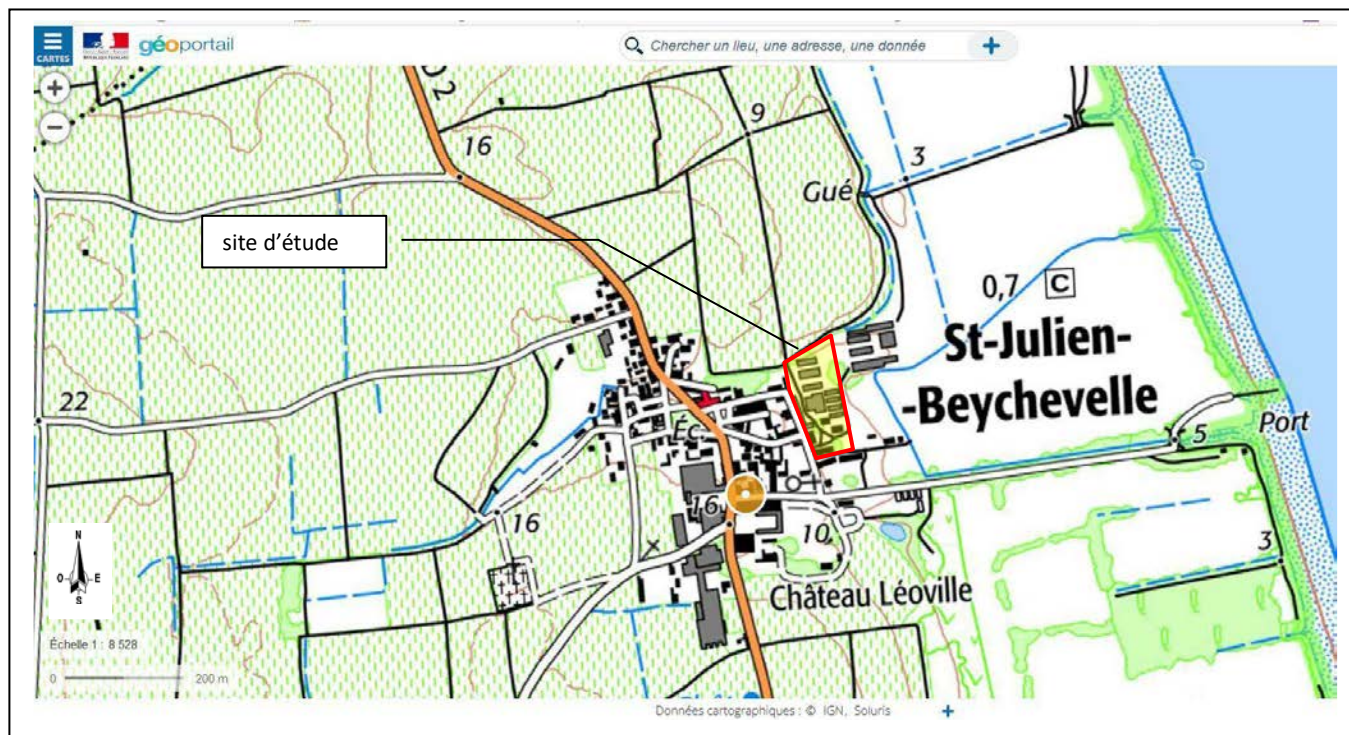 CARTES
géoportail
Chercher un lieu, une adresse, une donnée
D 2
16
9
3
Gué
site d'étude
0,7 C
St-Julien-
-Beychevelle
0
22
Éc
Port
5
16
16
10
3
Château Léoville
N
O E
S
Échelle 1 : 8 528
0 200 m
Données cartographiques : © IGN, Soluris